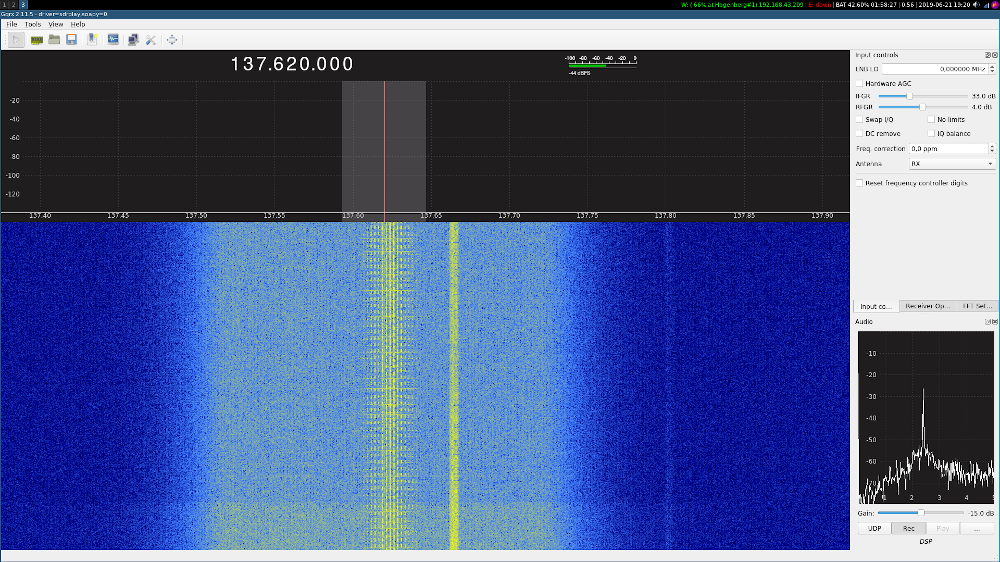 1 2 3 W: ( 66% at Hagenberg#1) 192.168.43.209 E: down BAT 42.60% 01:58:27 0.56 2019-06-21 19:20
Gqrx 2.11.5 - driver=sdrplay,soapy=0
File Tools View Help
137.620.000
-100 -80 -60 -40 -20 0
-44 dBFS
-20
-40
-60
-80
-100
-120
137.40 137.45 137.50 137.55 137.60 137.65 137.70 137.75 137.80 137.85 137.90
Input controls
LNB LO 0,000000 MHz
Hardware AGC
IFGR 33.0 dB
RFGR 4.0 dB
Swap I/Q No limits
DC remove IQ balance
Freq. correction 0,0 ppm
Antenna RX
Reset frequency controller digits
Input co... Receiver Op... FFT Set...
Audio
-10
-20
-30
-40
-50
-60
-70
1 2 3 4 5
Gain: -15.0 dB
UDP Rec Play ...
DSP